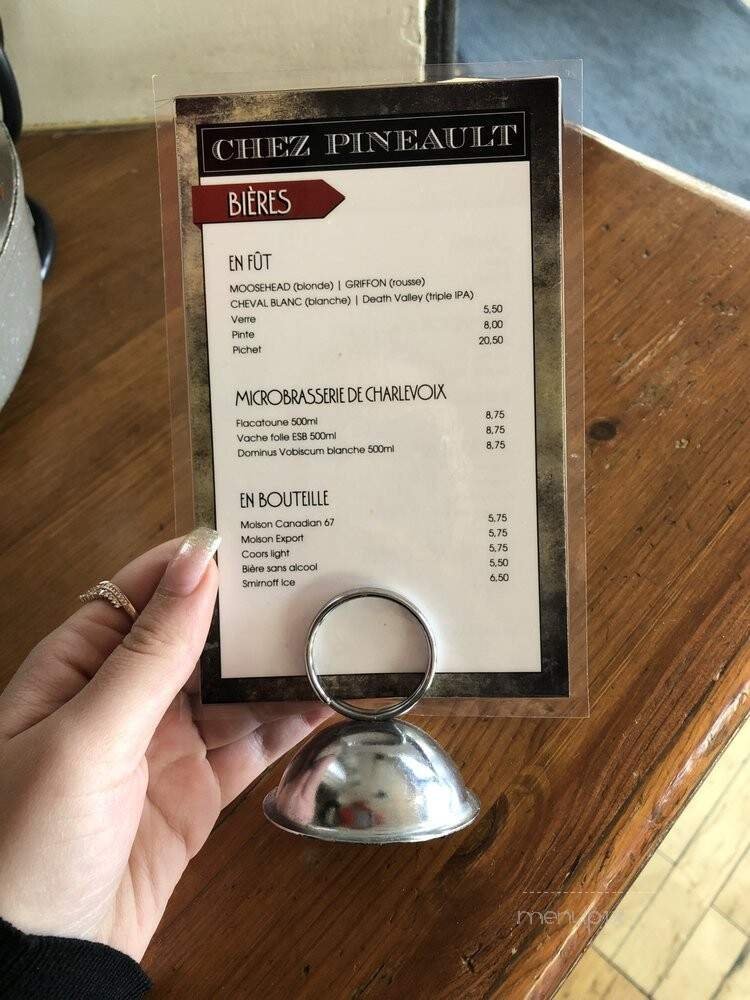 CHEZ PINEAULT
BIÈRES
EN FÛT
MOOSEHEAD (blonde) | GRIFFON (rousse)
CHEVAL BLANC (blanche) | Death Valley (triple IPA)
Verre 5,50
Pinte 8,00
Pichet 20,50
MICROBRASSERIE DE CHARLEVOIX
Flacatoune 500ml 8,75
Vache folle ESB 500ml 8,75
Dominus Vobiscum blanche 500ml 8,75
EN BOUTEILLE
Molson Canadian 67 5,75
Molson Export 5,75
Coors light 5,75
Bière sans alcool 5,50
Smirnoff Ice 6,50